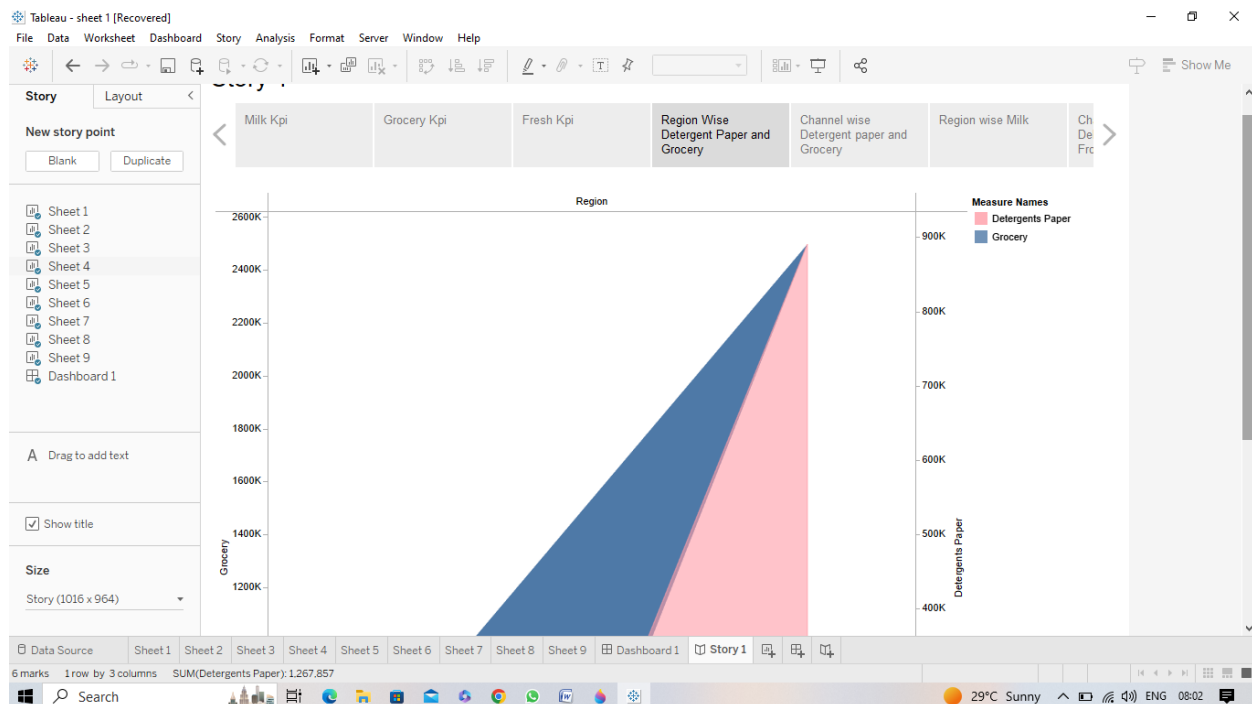 Tableau - sheet 1 [Recovered]
File Data Worksheet Dashboard Story Analysis Format Server Window Help
Show Me
Story Layout
New story point
Blank Duplicate
Sheet 1
Sheet 2
Sheet 3
Sheet 4
Sheet 5
Sheet 6
Sheet 7
Sheet 8
Sheet 9
Dashboard 1
A Drag to add text
Show title
Size
Story (1016 x 964)
Milk Kpi
Grocery Kpi
Fresh Kpi
Region Wise
Detergent Paper and
Grocery
Channel wise
Detergent paper and
Grocery
Region wise Milk
Ch
De
Frc
Region
2600K
2400K
2200K
2000K
1800K
1600K
1400K
1200K
Grocery
900K
800K
700K
600K
500K
400K
Detergents Paper
Measure Names
Detergents Paper
Grocery
Data Source Sheet 1 Sheet 2 Sheet 3 Sheet 4 Sheet 5 Sheet 6 Sheet 7 Sheet 8 Sheet 9 Dashboard 1 Story 1
6 marks 1 row by 3 columns SUM(Detergents Paper): 1,267,857
Search
29°C Sunny ENG 08:02